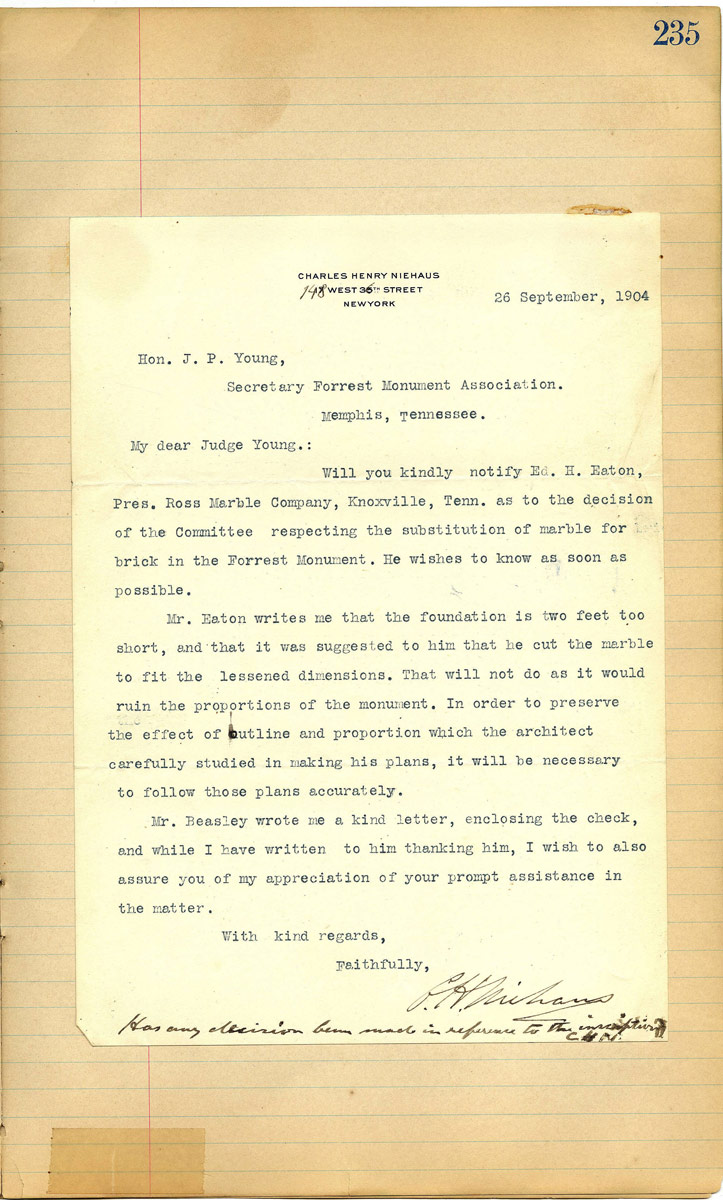 235
CHARLES HENRY NIEHAUS
148 WEST 36TH STREET
NEW YORK
26 September, 1904
Hon. J. P. Young,
Secretary Forrest Monument Association.
Memphis, Tennessee.
My dear Judge Young.:
Will you kindly notify Ed. H. Eaton,
Pres. Ross Marble Company, Knoxville, Tenn. as to the decision
of the Committee respecting the substitution of marble for
brick in the Forrest Monument. He wishes to know as soon as
possible.
Mr. Eaton writes me that the foundation is two feet too
short, and that it was suggested to him that he cut the marble
to fit the lessened dimensions. That will not do as it would
ruin the proportions of the monument. In order to preserve
the effect of outline and proportion which the architect
carefully studied in making his plans, it will be necessary
to follow those plans accurately.
Mr. Beasley wrote me a kind letter, enclosing the check,
and while I have written to him thanking him, I wish to also
assure you of my appreciation of your prompt assistance in
the matter.
With kind regards,
Faithfully,
C. H. Niehaus
Has any decision been made in reference to the inscription
C.H.N.